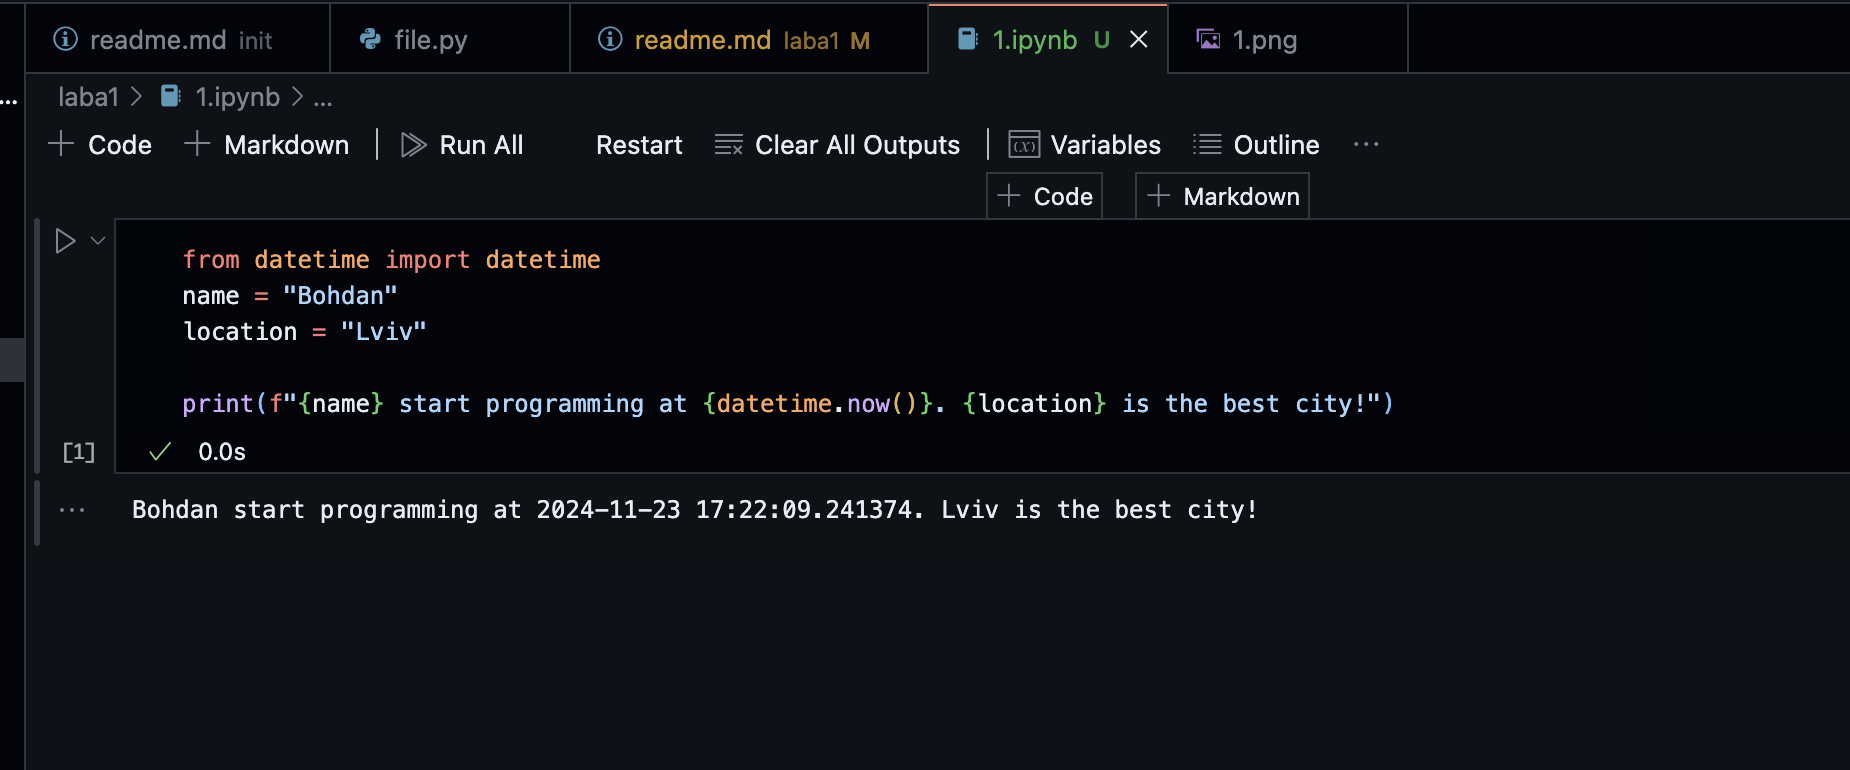 readme.md init file.py readme.md laba1 M 1.ipynb U 1.png
laba1 > 1.ipynb > ...
Code Markdown Run All Restart Clear All Outputs Variables Outline ...
Code Markdown
from datetime import datetime
name = "Bohdan"
location = "Lviv"
print(f"{name} start programming at {datetime.now()}. {location} is the best city!")
[1] 0.0s
Bohdan start programming at 2024-11-23 17:22:09.241374. Lviv is the best city!